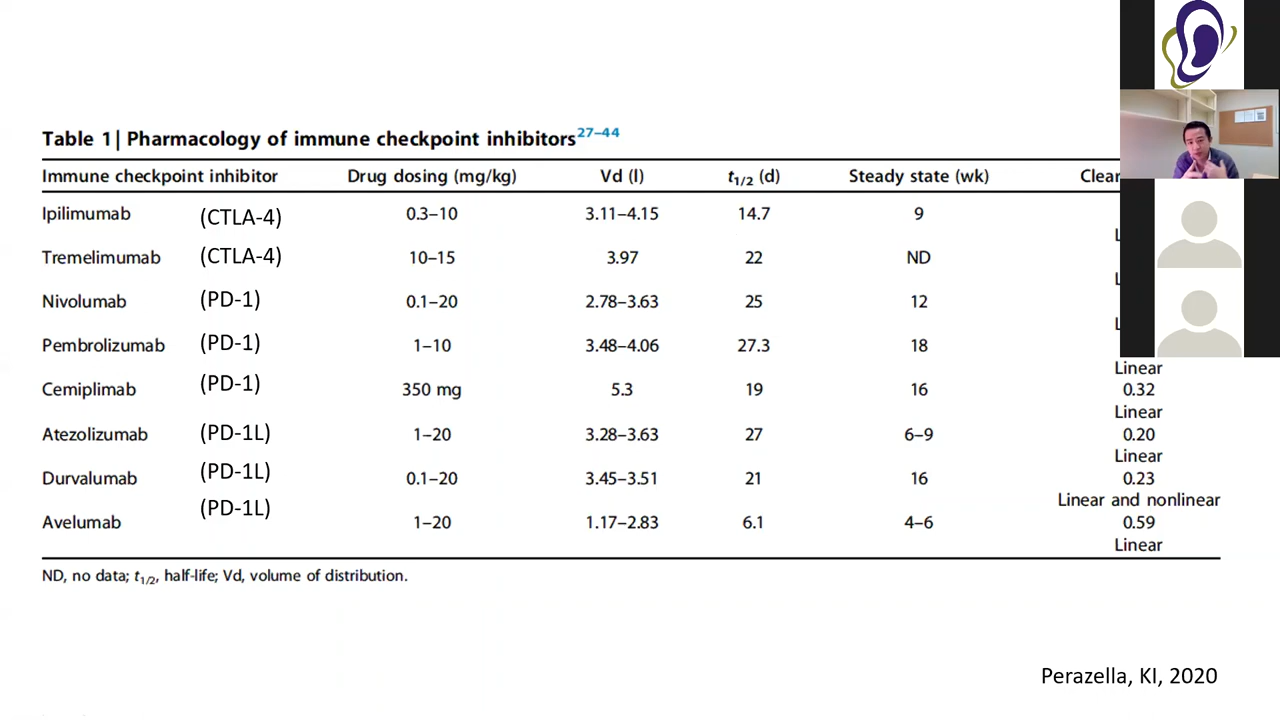 Table 1 | Pharmacology of immune checkpoint inhibitors27–44
Immune checkpoint inhibitor Drug dosing (mg/kg) Vd (l) t1/2 (d) Steady state (wk)
Ipilimumab (CTLA-4) 0.3–10 3.11–4.15 14.7 9
Tremelimumab (CTLA-4) 10–15 3.97 22 ND
Nivolumab (PD-1) 0.1–20 2.78–3.63 25 12
Pembrolizumab (PD-1) 1–10 3.48–4.06 27.3 18
Linear
Cemiplimab (PD-1) 350 mg 5.3 19 16 0.32
Linear
Atezolizumab (PD-1L) 1–20 3.28–3.63 27 6–9 0.20
Linear
Durvalumab (PD-1L) 0.1–20 3.45–3.51 21 16 0.23
Linear and nonlinear
Avelumab (PD-1L) 1–20 1.17–2.83 6.1 4–6 0.59
Linear
ND, no data; t1/2, half-life; Vd, volume of distribution.
Perazella, KI, 2020